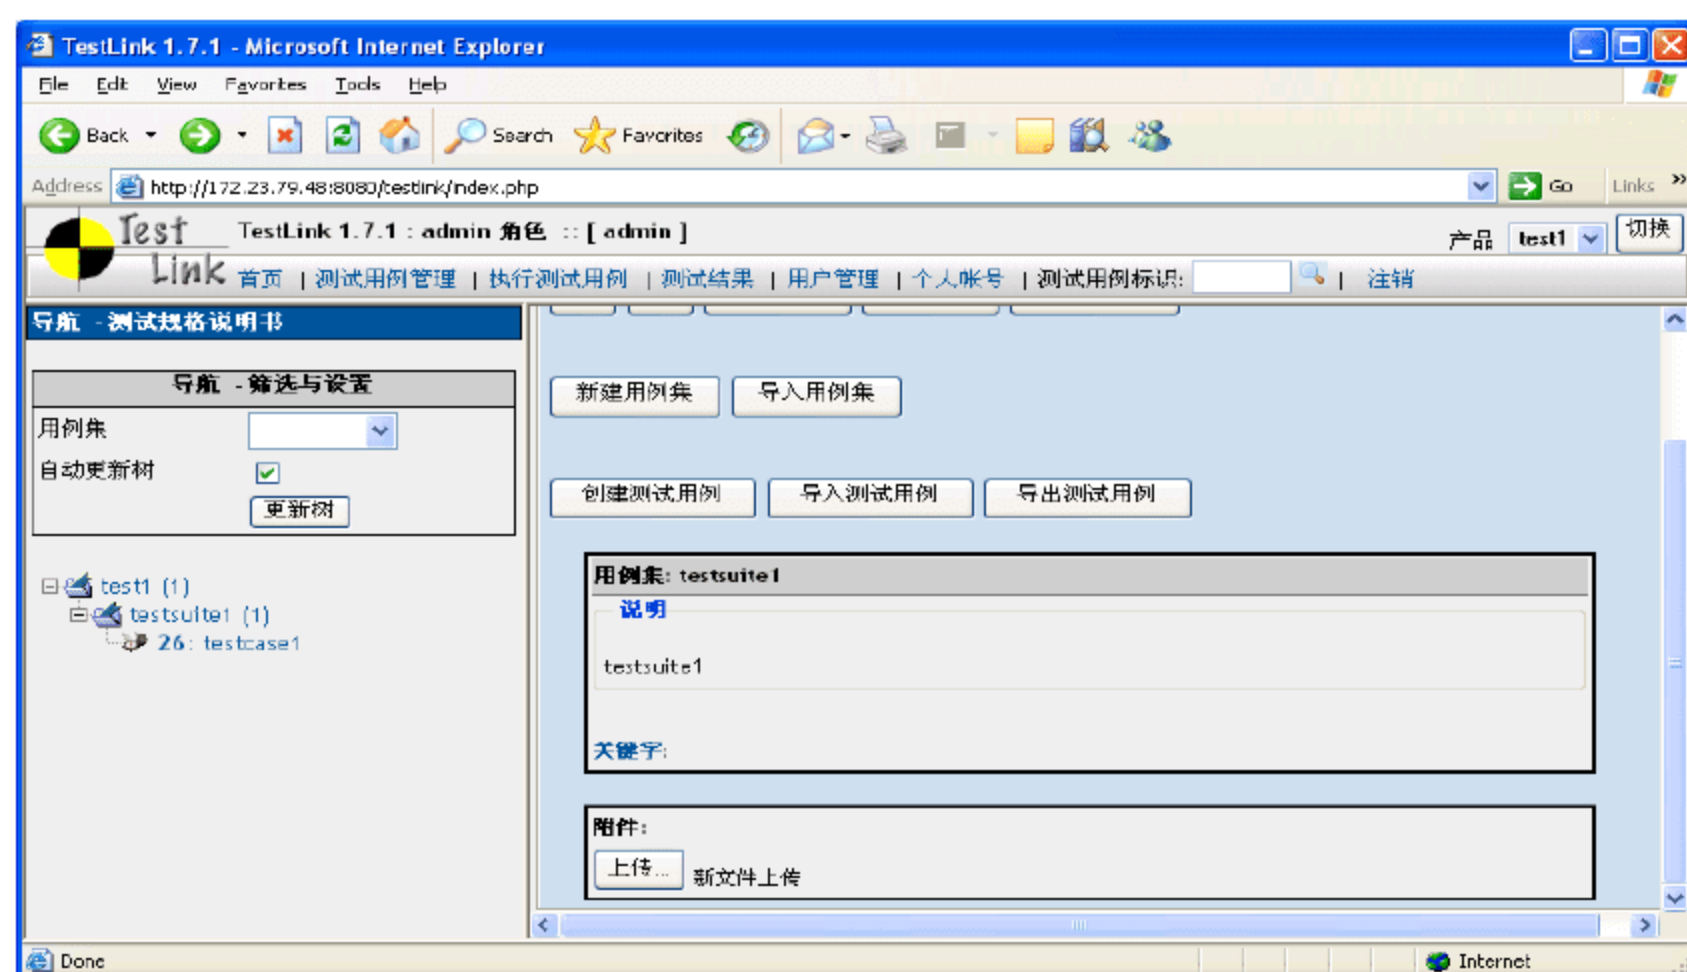 TestLink 1.7.1 - Microsoft Internet Explorer
File Edit View Favorites Tools Help
Back Search Favorites
Address http://172.23.79.48:8080/testlink/index.php Go Links »
Test Link
TestLink 1.7.1 : admin 角色 :: [ admin ]
产品 test1 切换
首页 | 测试用例管理 | 执行测试用例 | 测试结果 | 用户管理 | 个人帐号 | 测试用例标识: | 注销
导航 - 测试规格说明书
导航 - 筛选与设置
用例集
自动更新树
更新树
test1 (1)
testsuite1 (1)
26: testcase1
新建用例集 导入用例集
创建测试用例 导入测试用例 导出测试用例
用例集: testsuite1
说明
testsuite1
关键字:
附件:
上传... 新文件上传
Done Internet